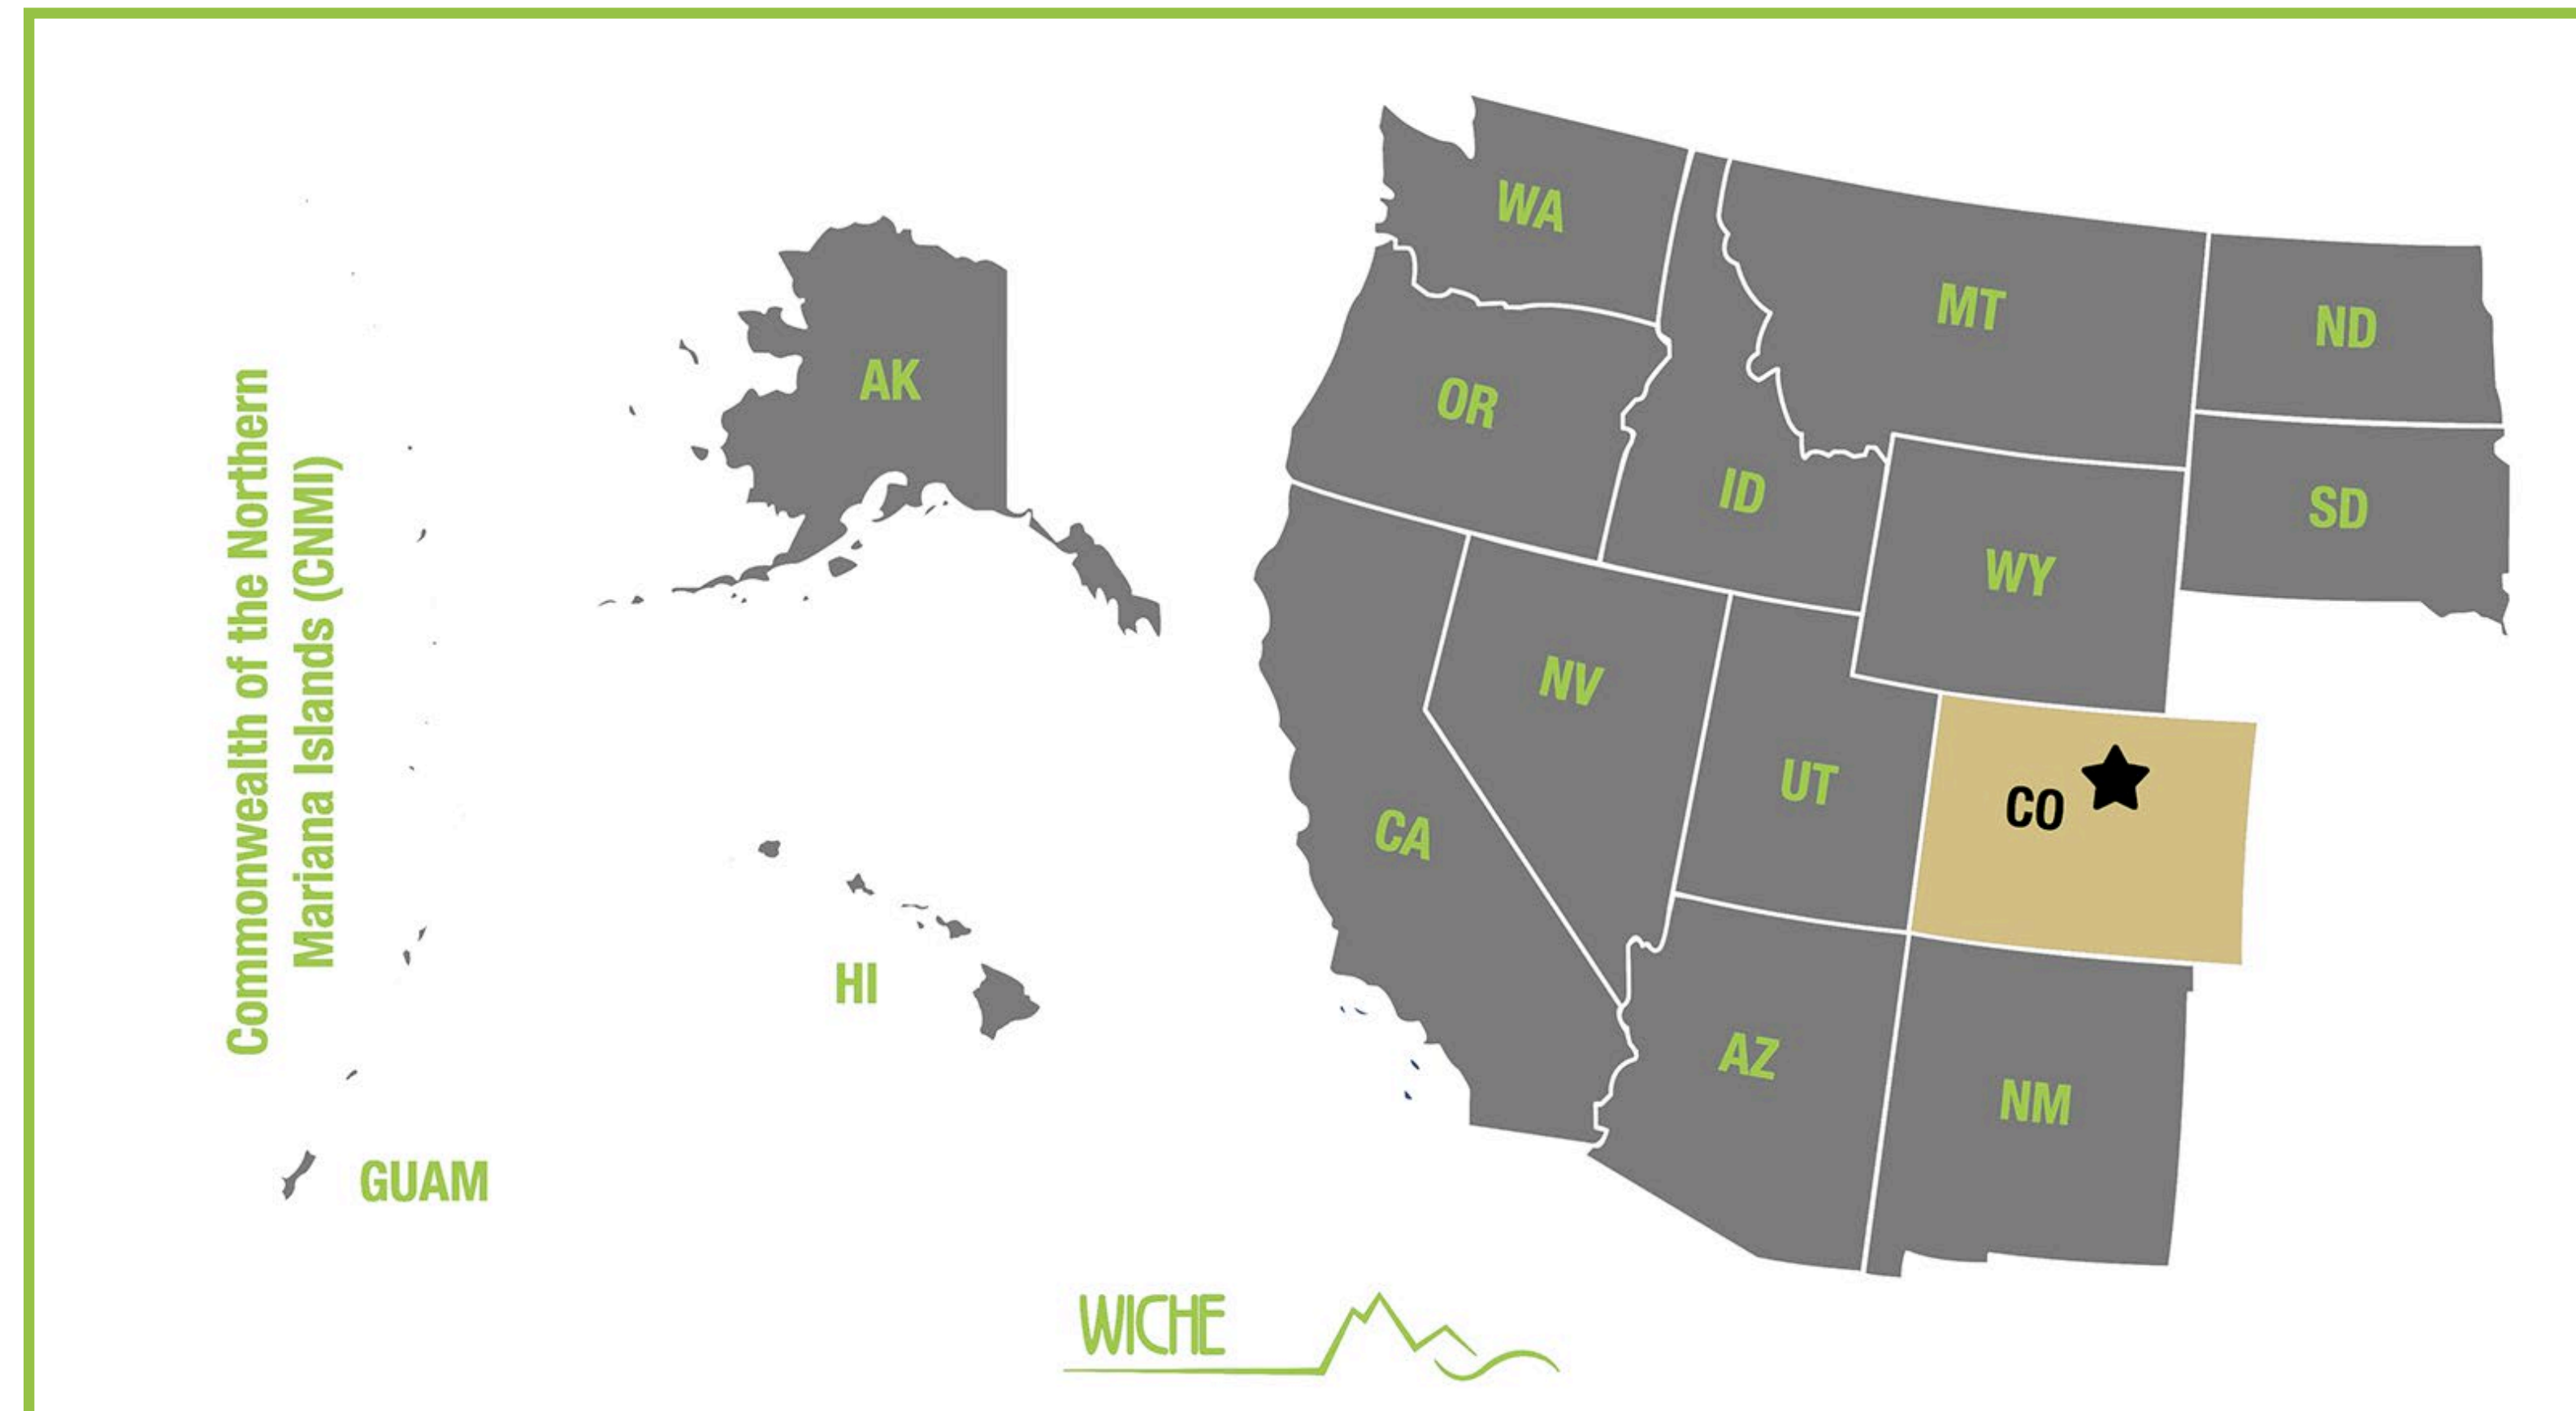 WA
MT
ND
AK
OR
ID
SD
WY
Commonwealth of the Northern
Mariana Islands (CNMI)
NV
UT
CO
CA
HI
AZ
NM
GUAM
WICHE